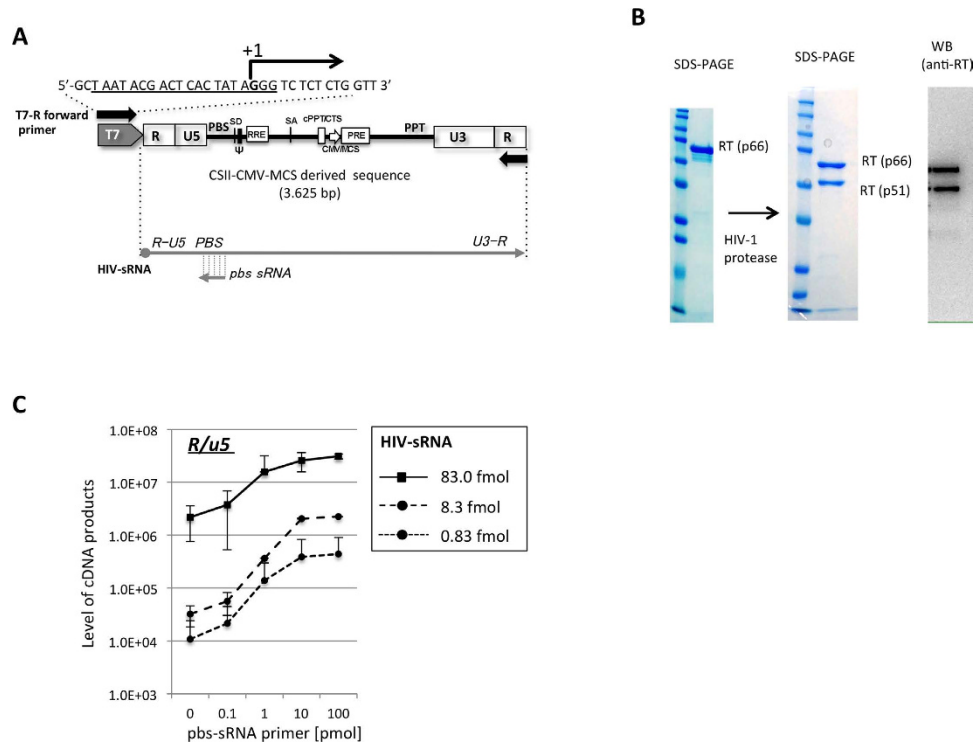 A
+1
5'-GCTAAT ACG ACT CAC TAT AGGG TC TCT CTG GTT 3'
T7-R forward
primer
T7 R U5 PBS SD Ψ RRE SA cPPT/CTS CMV/MCS PRE PPT U3 R
CSII-CMV-MCS derived sequence
(3.625 bp)
R-U5 PBS U3-R
HIV-sRNA
pbs sRNA
B
SDS-PAGE SDS-PAGE WB
(anti-RT)
RT (p66) RT (p66)
RT (p51)
HIV-1
protease
C
R/u5
Level of cDNA products
1.0E+08
1.0E+07
1.0E+06
1.0E+05
1.0E+04
1.0E+03
0 0.1 1 10 100
pbs-sRNA primer [pmol]
HIV-sRNA
83.0 fmol
8.3 fmol
0.83 fmol